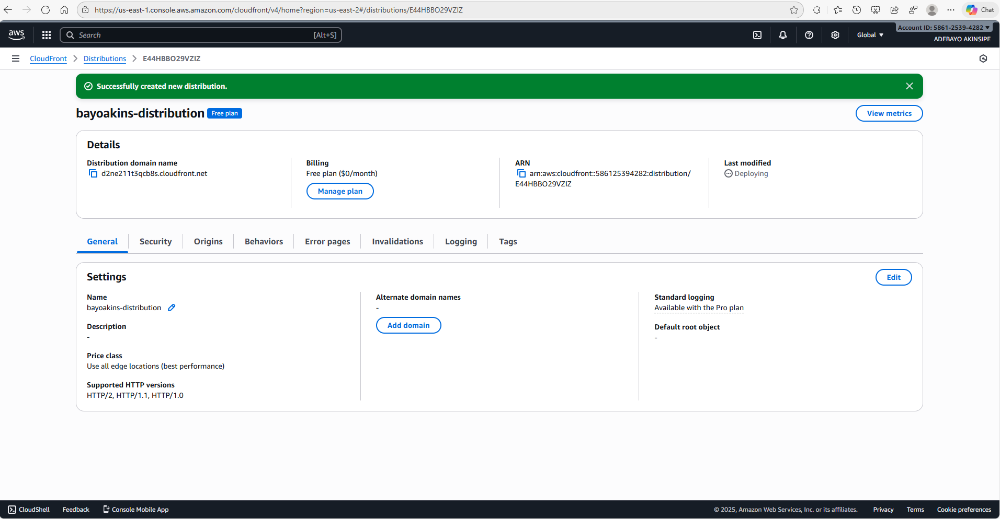 https://us-east-1.console.aws.amazon.com/cloudfront/v4/home?region=us-east-2#/distributions/E44HBBO29VZIZ
Chat
aws
Search
[Alt+S]
Global
Account ID: 5861-2539-4282
ADEBAYO AKINSIPE
CloudFront
Distributions
E44HBBO29VZIZ
Successfully created new distribution.
bayoakins-distribution
Free plan
View metrics
Details
Distribution domain name
d2ne211t3qcb8s.cloudfront.net
Billing
Free plan ($0/month)
Manage plan
ARN
arn:aws:cloudfront::586125394282:distribution/
E44HBBO29VZIZ
Last modified
Deploying
General
Security
Origins
Behaviors
Error pages
Invalidations
Logging
Tags
Settings
Edit
Name
bayoakins-distribution
Description
-
Price class
Use all edge locations (best performance)
Supported HTTP versions
HTTP/2, HTTP/1.1, HTTP/1.0
Alternate domain names
-
Add domain
Standard logging
Available with the Pro plan
Default root object
-
CloudShell
Feedback
Console Mobile App
© 2025, Amazon Web Services, Inc. or its affiliates.
Privacy
Terms
Cookie preferences